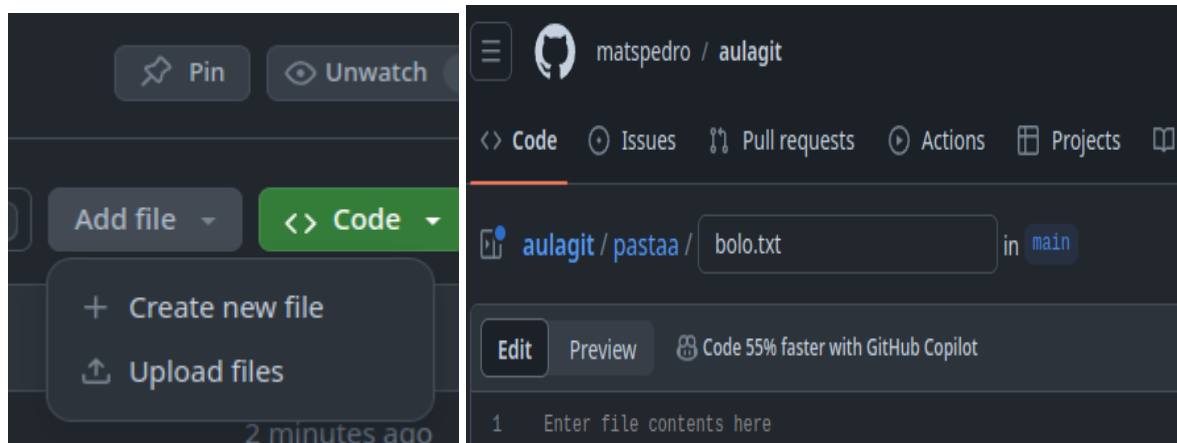 Pin
Unwatch
Add file
Code
Create new file
Upload files
2 minutes ago
matspedro / aulagit
Code Issues Pull requests Actions Projects
aulagit / pastaa / bolo.txt in main
Edit Preview Code 55% faster with GitHub Copilot
1 Enter file contents here